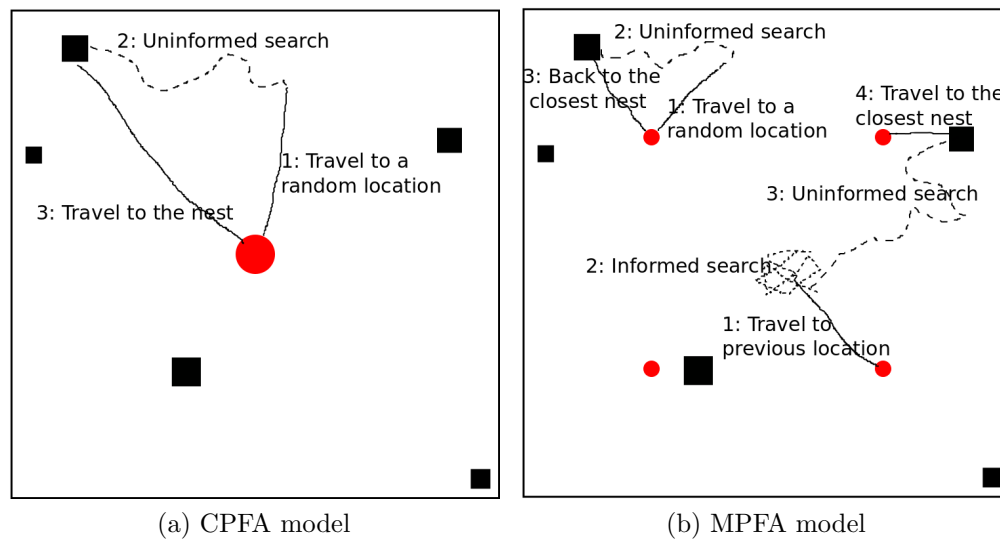 2: Uninformed search
1: Travel to a
random location
3: Travel to the nest
(a) CPFA model
2: Uninformed search
3: Back to the
closest nest
1: Travel to a
random location
4: Travel to the
closest nest
3: Uninformed search
2: Informed search
1: Travel to
previous location
(b) MPFA model